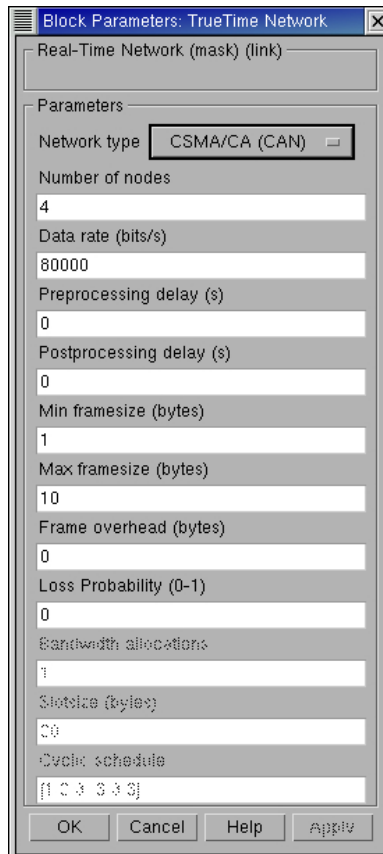 Block Parameters: TrueTime Network
Real-Time Network (mask) (link)
Parameters
Network type CSMA/CA (CAN)
Number of nodes
4
Data rate (bits/s)
80000
Preprocessing delay (s)
0
Postprocessing delay (s)
0
Min framesize (bytes)
1
Max framesize (bytes)
10
Frame overhead (bytes)
0
Loss Probability (0-1)
0
Bandwidth allocations
1
Slotsize (bytes)
Cyclic schedule
OK Cancel Help Apply